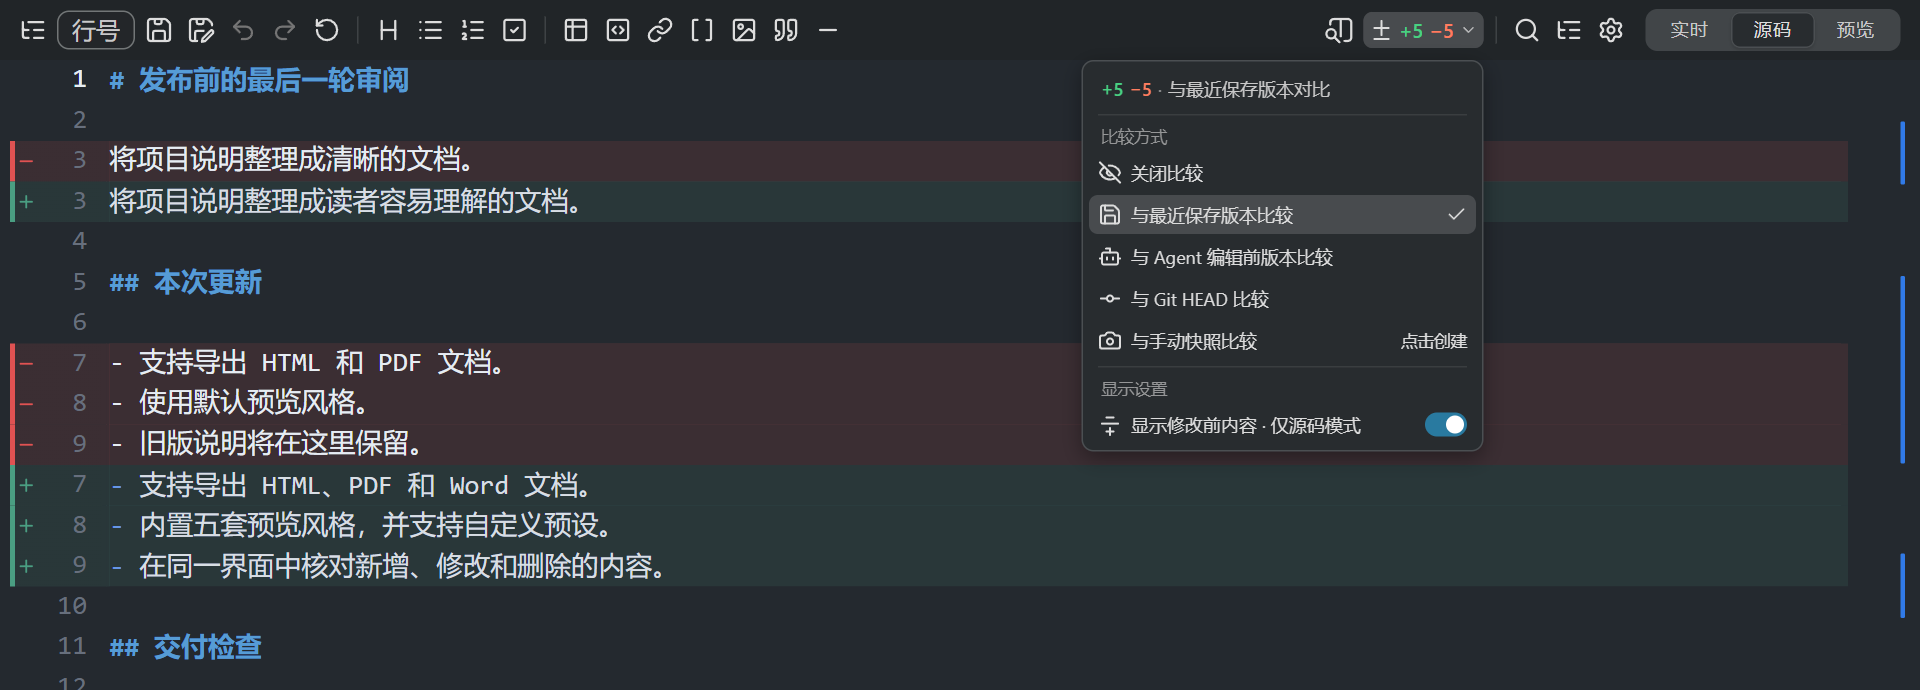 行号 +5 −5 实时 源码 预览
1 # 发布前的最后一轮审阅
2
− 3 将项目说明整理成清晰的文档。
+ 3 将项目说明整理成读者容易理解的文档。
4
5 ## 本次更新
6
− 7 - 支持导出 HTML 和 PDF 文档。
− 8 - 使用默认预览风格。
− 9 - 旧版说明将在这里保留。
+ 7 - 支持导出 HTML、PDF 和 Word 文档。
+ 8 - 内置五套预览风格，并支持自定义预设。
+ 9 - 在同一界面中核对新增、修改和删除的内容。
10
11 ## 交付检查
12
+5 −5 · 与最近保存版本对比
比较方式
关闭比较
与最近保存版本比较
与 Agent 编辑前版本比较
与 Git HEAD 比较
与手动快照比较 点击创建
显示设置
显示修改前内容 · 仅源码模式